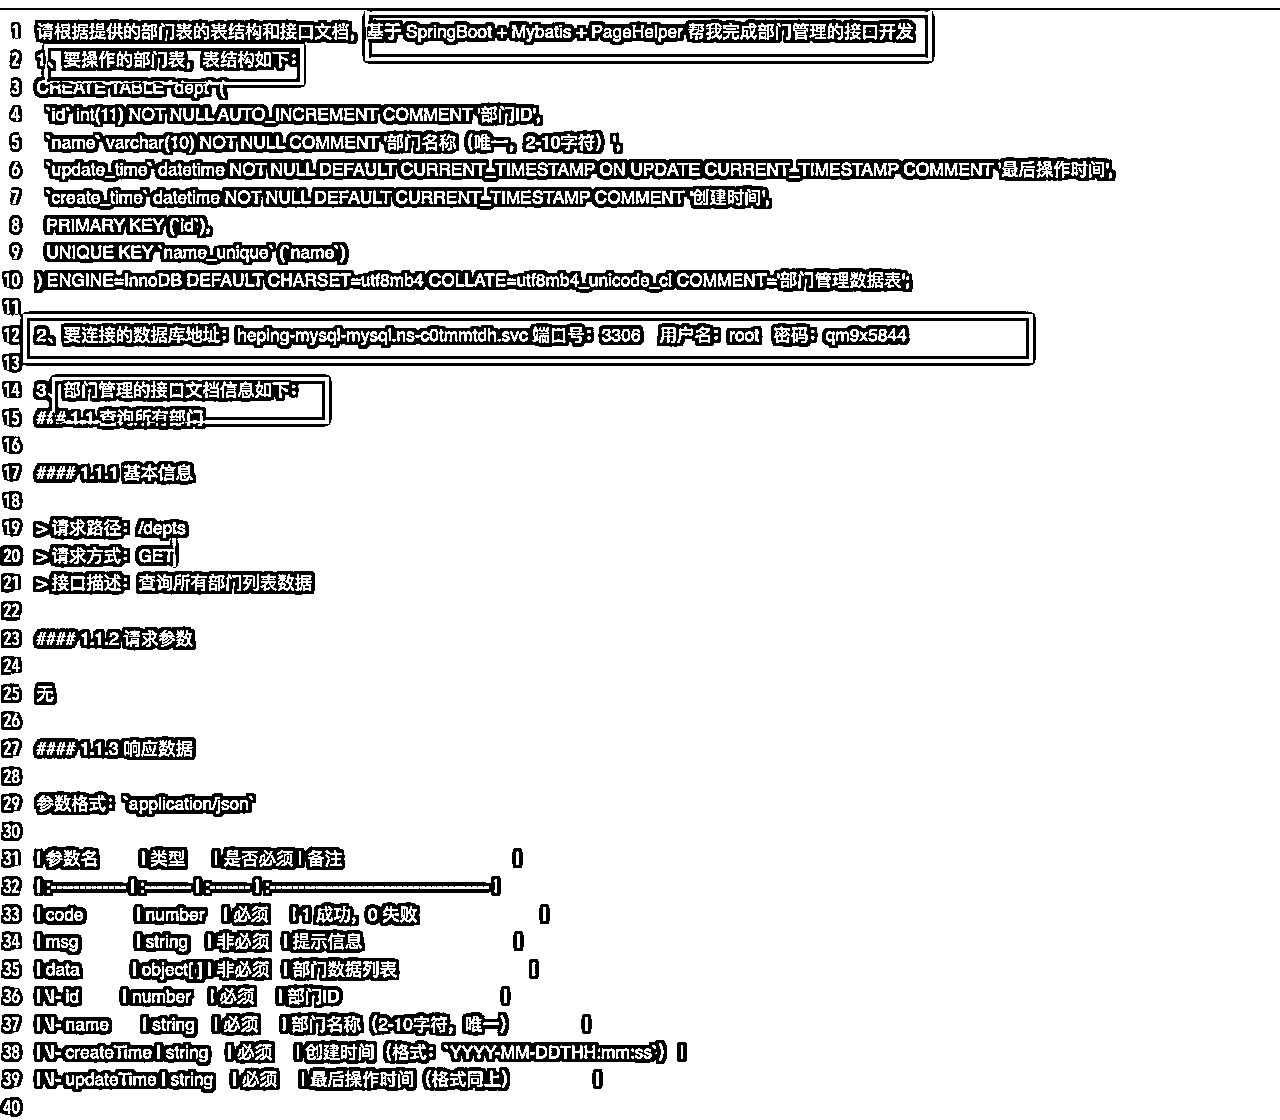 1 请根据提供的部门表的表结构和接口文档，基于 SpringBoot + Mybatis + PageHelper 帮我完成部门管理的接口开发
2 1、要操作的部门表，表结构如下：
3 CREATE TABLE `dept` (
4 `id` int(11) NOT NULL AUTO_INCREMENT COMMENT '部门ID',
5 `name` varchar(10) NOT NULL COMMENT '部门名称（唯一，2-10字符）',
6 `update_time` datetime NOT NULL DEFAULT CURRENT_TIMESTAMP ON UPDATE CURRENT_TIMESTAMP COMMENT '最后操作时间',
7 `create_time` datetime NOT NULL DEFAULT CURRENT_TIMESTAMP COMMENT '创建时间',
8 PRIMARY KEY (`id`),
9 UNIQUE KEY `name_unique` (`name`)
10 ) ENGINE=InnoDB DEFAULT CHARSET=utf8mb4 COLLATE=utf8mb4_unicode_ci COMMENT='部门管理数据表';
11
12 2、要连接的数据库地址：heping-mysql-mysql.ns-c0tmmtdh.svc 端口号：3306 用户名：root 密码：qm9x5844
13
14 3、部门管理的接口文档信息如下：
15 ### 1.1 查询所有部门
16
17 #### 1.1.1 基本信息
18
19 > 请求路径：/depts
20 > 请求方式：GET
21 > 接口描述：查询所有部门列表数据
22
23 #### 1.1.2 请求参数
24
25 无
26
27 #### 1.1.3 响应数据
28
29 参数格式：`application/json`
30
31 | 参数名 | 类型 | 是否必须 | 备注 |
32 | :----------- | :------ | :----- | :------------------------------- |
33 | code | number | 必须 | 1 成功，0 失败 |
34 | msg | string | 非必须 | 提示信息 |
35 | data | object[] | 非必须 | 部门数据列表 |
36 | \|- id | number | 必须 | 部门ID |
37 | \|- name | string | 必须 | 部门名称（2-10字符，唯一） |
38 | \|- createTime | string | 必须 | 创建时间（格式：`YYYY-MM-DDTHH:mm:ss`） |
39 | \|- updateTime | string | 必须 | 最后操作时间（格式同上） |
40